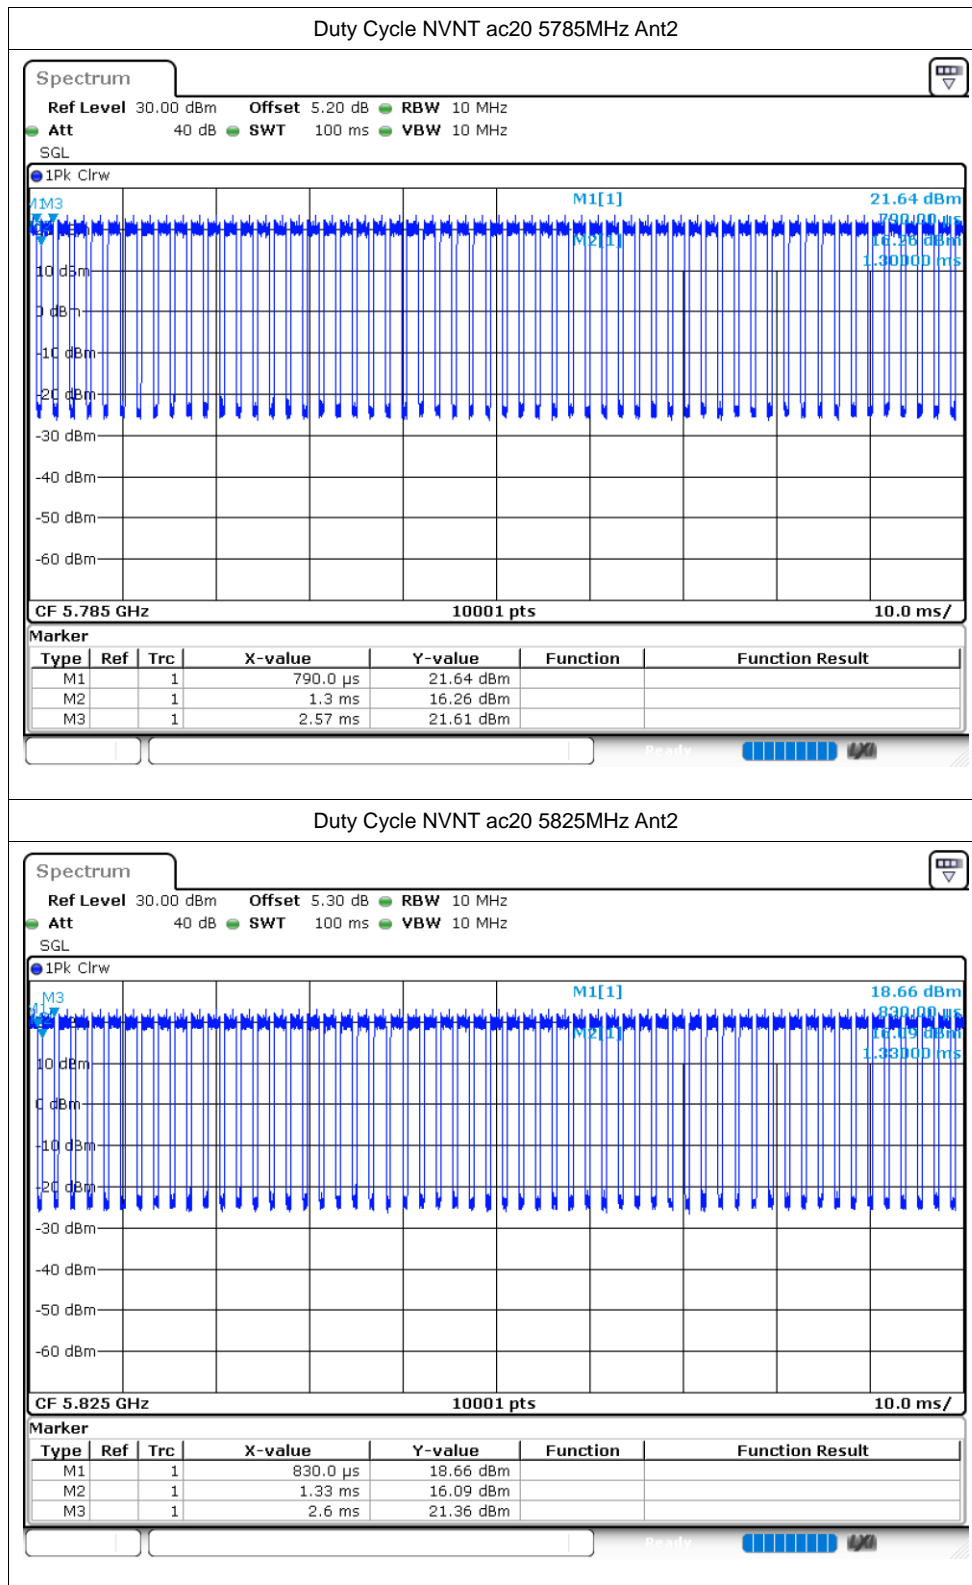 Duty Cycle NVNT ac20 5785MHz Ant2
Spectrum
Ref Level 30.00 dBm Offset 5.20 dB RBW 10 MHz
Att 40 dB SWT 100 ms VBW 10 MHz
SGL
1Pk Clrw
M1 M3 M1[1] 21.64 dBm
790.00 µs
M2[1] 16.26 dBm
10 dBm 1.30000 ms
0 dBm
-10 dBm
-20 dBm
-30 dBm
-40 dBm
-50 dBm
-60 dBm
CF 5.785 GHz 10001 pts 10.0 ms/
Marker
Type Ref Trc X-value Y-value Function Function Result
M1 1 790.0 µs 21.64 dBm
M2 1 1.3 ms 16.26 dBm
M3 1 2.57 ms 21.61 dBm
Ready LXI
Duty Cycle NVNT ac20 5825MHz Ant2
Spectrum
Ref Level 30.00 dBm Offset 5.30 dB RBW 10 MHz
Att 40 dB SWT 100 ms VBW 10 MHz
SGL
1Pk Clrw
M3 M1[1] 18.66 dBm
M1 830.00 µs
M2[1] 16.09 dBm
10 dBm 1.33000 ms
0 dBm
-10 dBm
-20 dBm
-30 dBm
-40 dBm
-50 dBm
-60 dBm
CF 5.825 GHz 10001 pts 10.0 ms/
Marker
Type Ref Trc X-value Y-value Function Function Result
M1 1 830.0 µs 18.66 dBm
M2 1 1.33 ms 16.09 dBm
M3 1 2.6 ms 21.36 dBm
Ready LXI